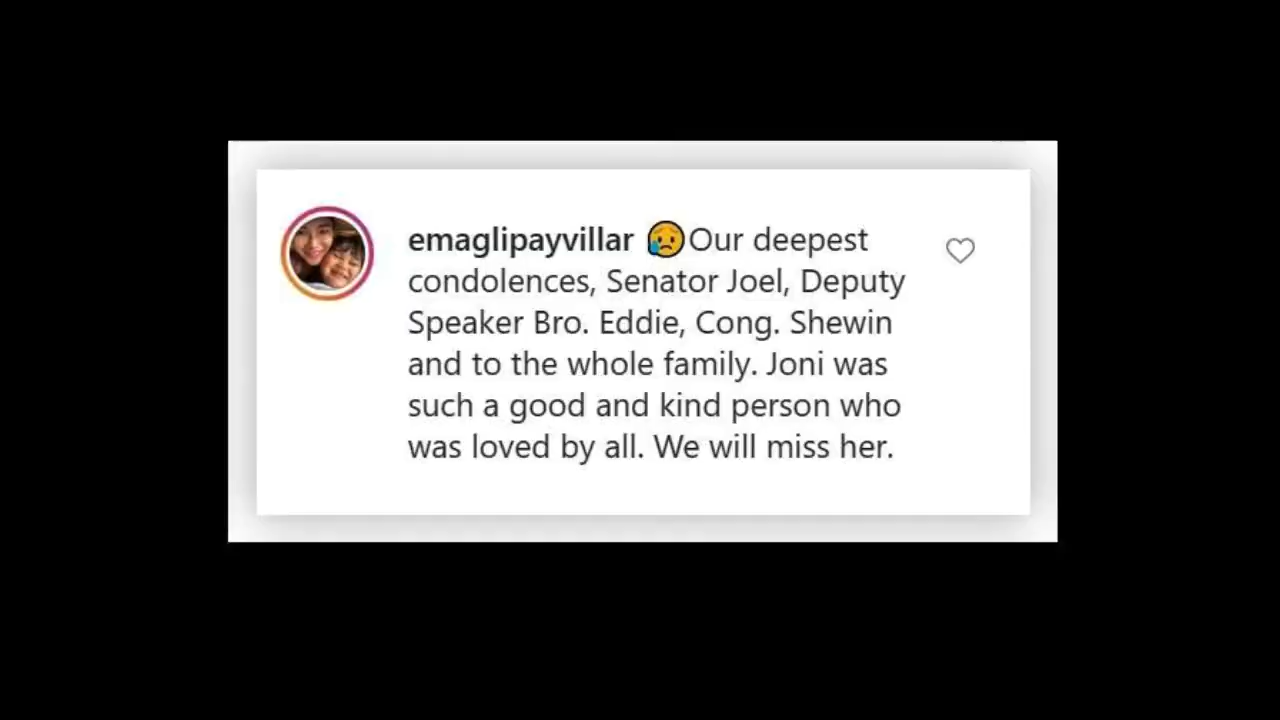 emaglipayvillar 😥Our deepest
condolences, Senator Joel, Deputy
Speaker Bro. Eddie, Cong. Shewin
and to the whole family. Joni was
such a good and kind person who
was loved by all. We will miss her.